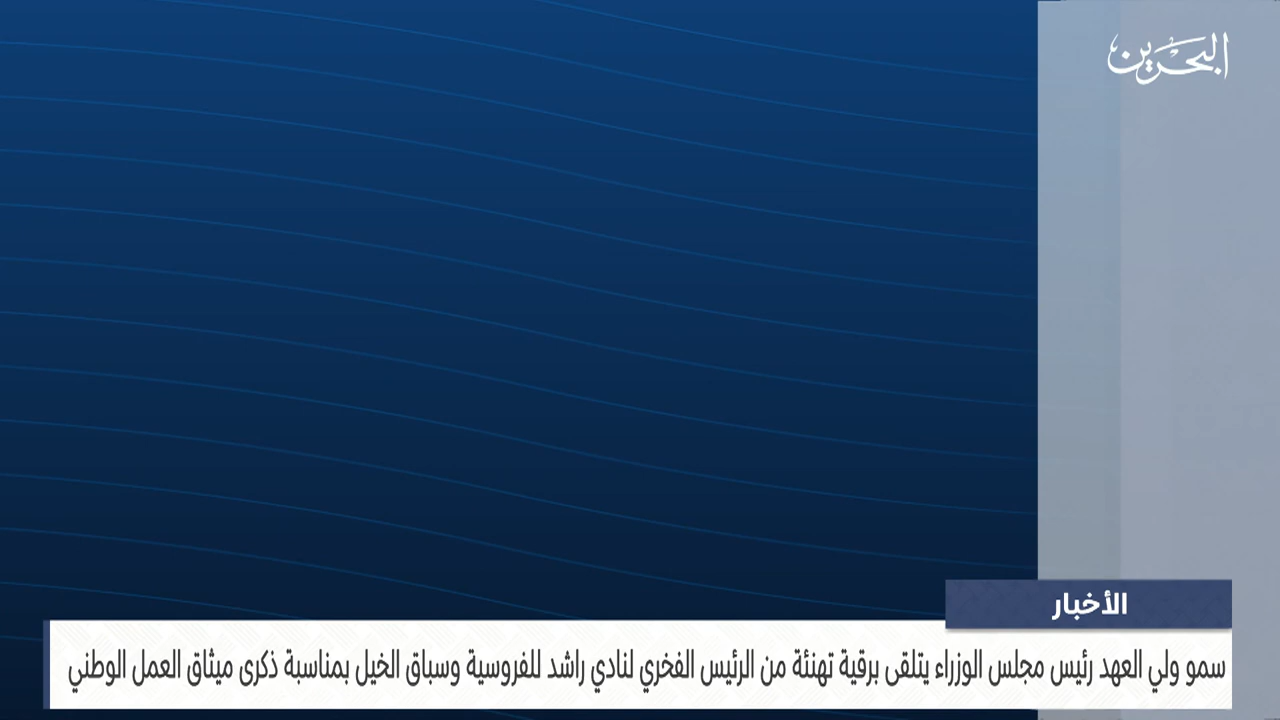 البحرين
الأخبار
سمو ولي العهد رئيس مجلس الوزراء يتلقى برقية تهنئة من الرئيس الفخري لنادي راشد للفروسية وسباق الخيل بمناسبة ذكرى ميثاق العمل الوطني